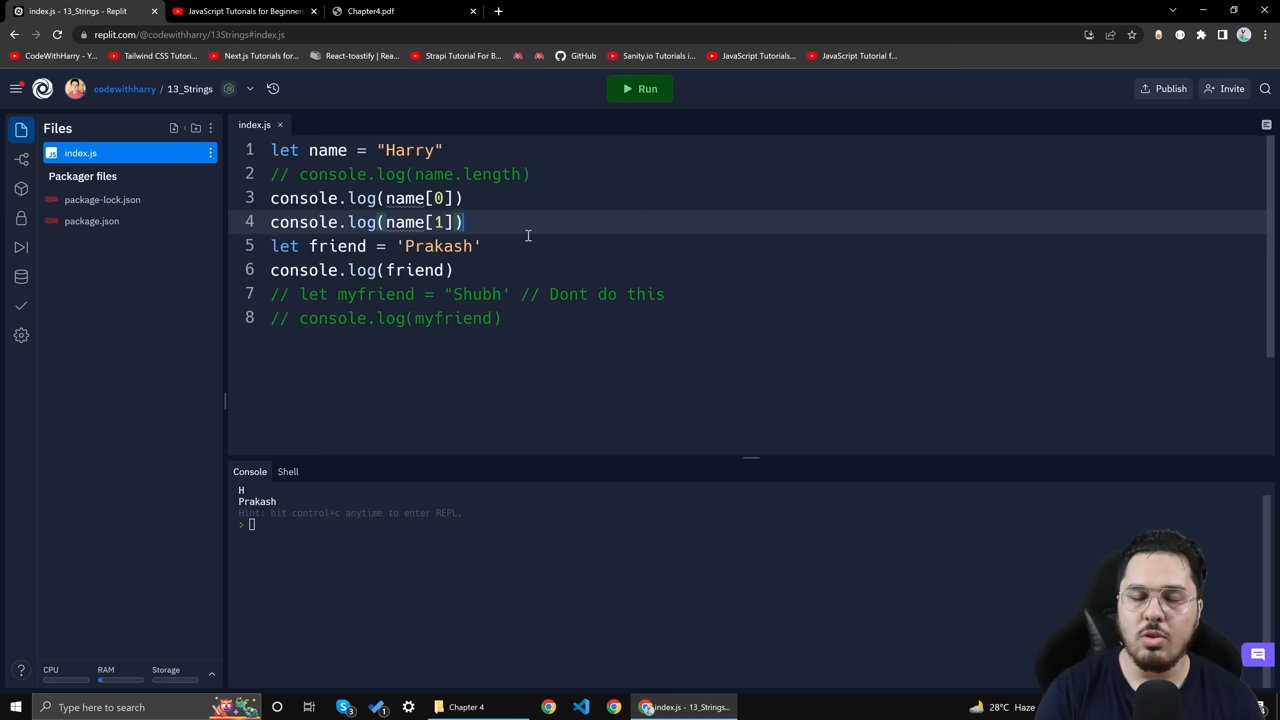 index.js - 13_Strings - Replit
JavaScript Tutorials for Beginners
Chapter4.pdf
replit.com/@codewithharry/13Strings#index.js
CodeWithHarry - Y...
Tailwind CSS Tutori...
Next.js Tutorials for...
React-toastify | Rea...
Strapi Tutorial For B...
GitHub
Sanity.io Tutorials i...
JavaScript Tutorials...
JavaScript Tutorial f...
codewithharry / 13_Strings
Run
Publish
Invite
Files
index.js
Packager files
package-lock.json
package.json
index.js
1 let name = "Harry"
2 // console.log(name.length)
3 console.log(name[0])
4 console.log(name[1])
5 let friend = 'Prakash'
6 console.log(friend)
7 // let myfriend = "Shubh' // Dont do this
8 // console.log(myfriend)
Console
Shell
H
Prakash
Hint: hit control+c anytime to enter REPL.
>
CPU
RAM
Storage
Type here to search
3
1
Chapter 4
index.js - 13_Strings...
28°C Haze